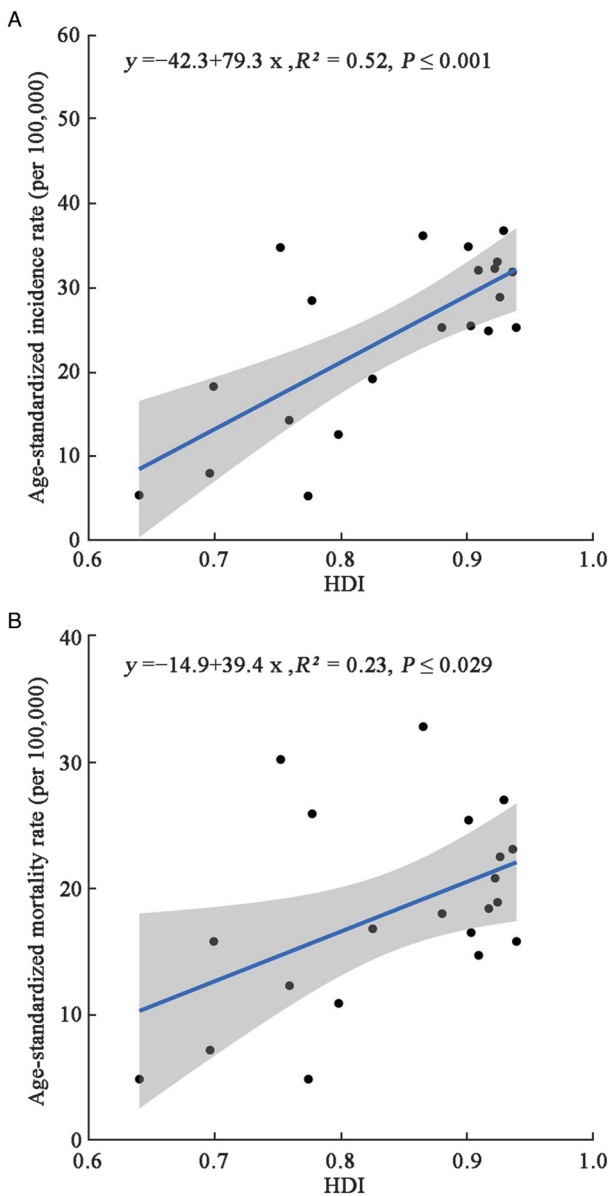 A
y =−42.3+79.3 x ,R² = 0.52, P ≤ 0.001
Age-standardized incidence rate (per 100,000)
60
50
40
30
20
10
0
0.6 0.7 0.8 0.9 1.0
HDI
B
y =−14.9+39.4 x ,R² = 0.23, P ≤ 0.029
Age-standardized mortality rate (per 100,000)
40
30
20
10
0
0.6 0.7 0.8 0.9 1.0
HDI